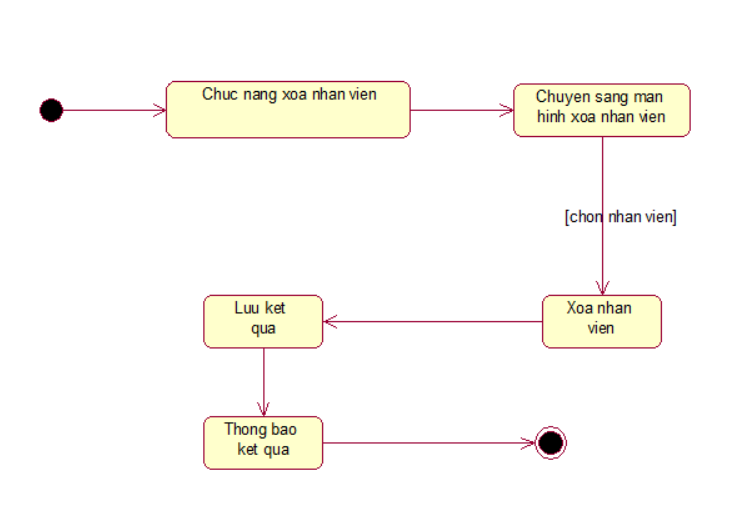 Chuc nang xoa nhan vien
Chuyen sang man
hinh xoa nhan vien
[chon nhan vien]
Xoa nhan
vien
Luu ket
qua
Thong bao
ket qua